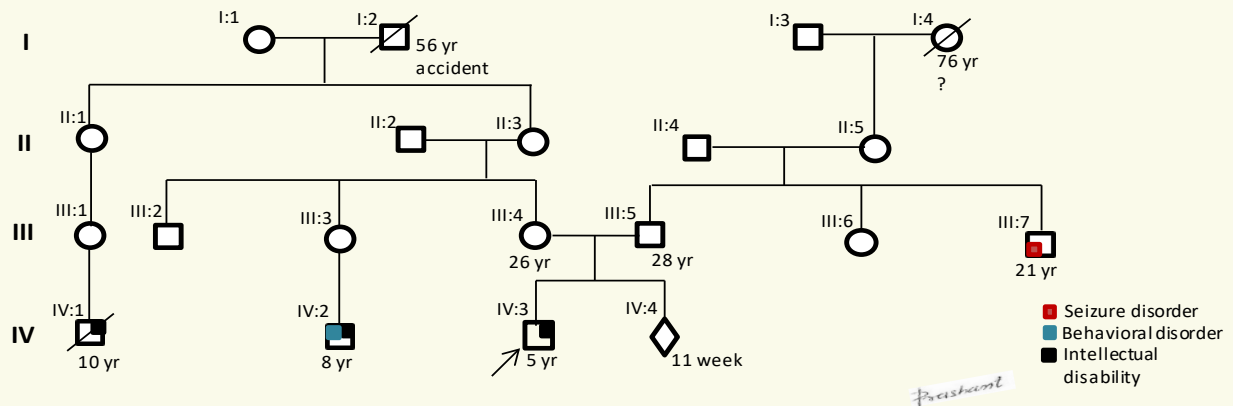 I:1
I:2
I:3
I:4
I
56 yr
accident
76 yr
?
II:1
II:2
II:3
II:4
II:5
II
III:1
III:2
III:3
III:4
III:5
III:6
III:7
III
26 yr
28 yr
21 yr
IV:1
IV:2
IV:3
IV:4
IV
10 yr
8 yr
5 yr
11 week
Seizure disorder
Behavioral disorder
Intellectual
disability
Prashant